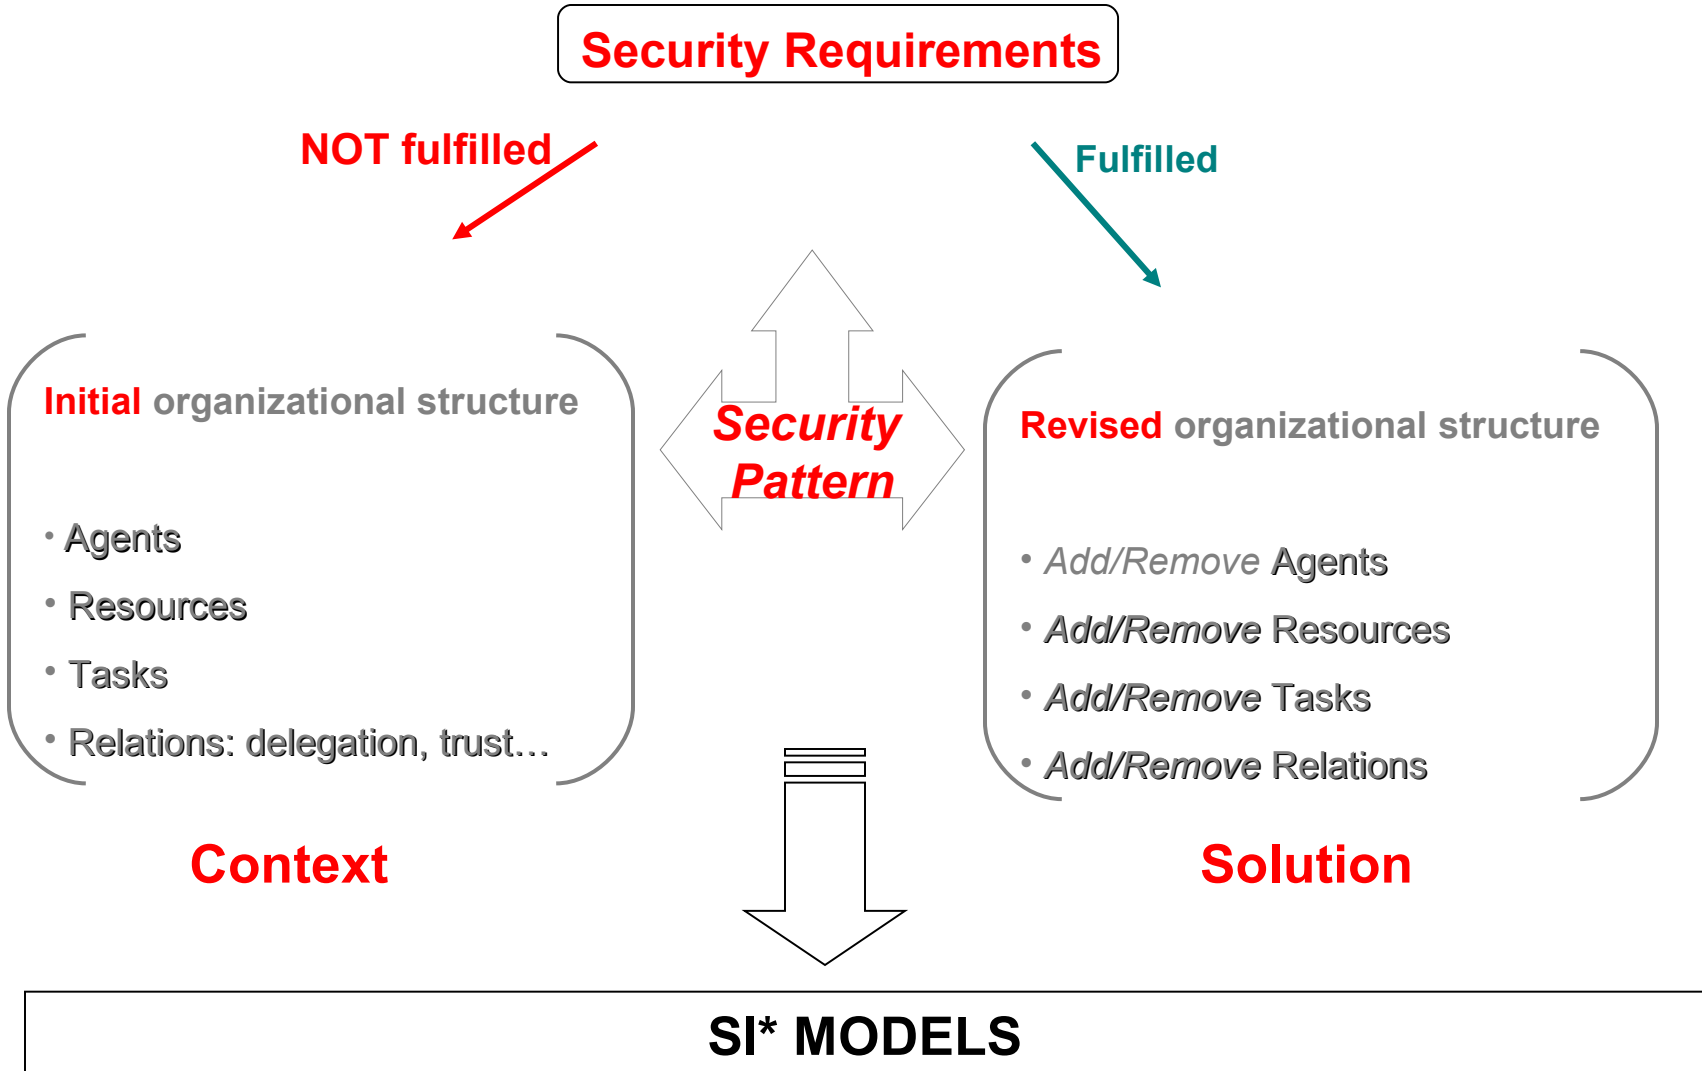 Security Requirements
NOT fulfilled
Fulfilled
Initial organizational structure
• Agents
• Resources
• Tasks
• Relations: delegation, trust…
Context
Security
Pattern
Revised organizational structure
• Add/Remove Agents
• Add/Remove Resources
• Add/Remove Tasks
• Add/Remove Relations
Solution
SI* MODELS